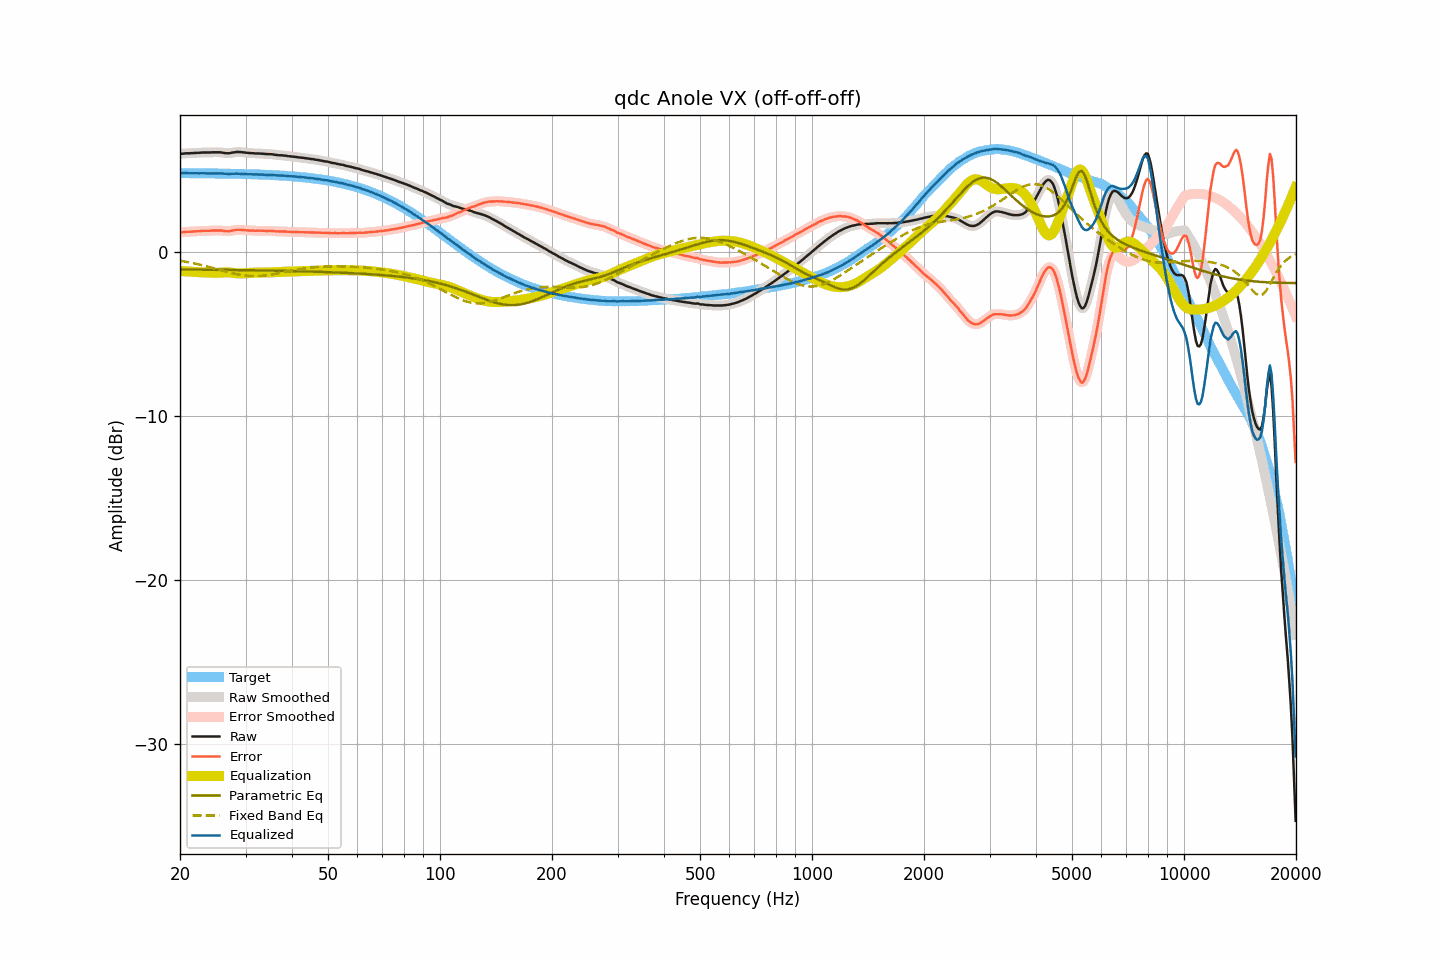 qdc Anole VX (off-off-off)
Amplitude (dBr)
0
−10
−20
−30
Target
Raw Smoothed
Error Smoothed
Raw
Error
Equalization
Parametric Eq
Fixed Band Eq
Equalized
20 50 100 200 500 1000 2000 5000 10000 20000
Frequency (Hz)